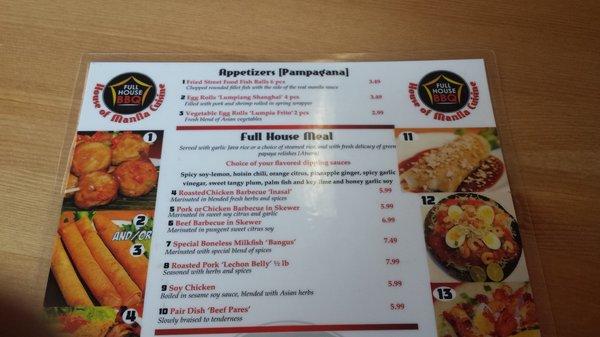 Appetizers [Pampagana]
FULL HOUSE BBQ
House of Manila Cuisine
FULL HOUSE BBQ
House of Manila Cuisine
1 Fried Street Food Fish Balls 6 pcs 3.49
Chopped rounded fillet fish with the side of the real manila sauce
2 Egg Rolls 'Lumpiang Shanghai' 4 pcs 3.49
Filled with pork and shrimp rolled in spring wrapper
3 Vegetable Egg Rolls 'Lumpia Frito' 2 pcs 2.99
Fresh blend of Asian vegetables
Full House Meal
Served with garlic Java rice or a choice of steamed rice and with fresh delicacy of green
papaya relishes (Atsara)
Choice of your flavored dipping sauces
Spicy soy-lemon, hoisin chili, orange citrus, pineapple ginger, spicy garlic
vinegar, sweet tangy plum, palm fish and key lime and honey garlic soy
4 Roasted Chicken Barbecue 'Inasal' 5.99
Marinated in blended fresh herbs and spices
5 Pork or Chicken Barbecue in Skewer 5.99
Marinated in sweet soy citrus and garlic
6 Beef Barbecue in Skewer 6.99
Marinated in pungent sweet citrus soy
7 Special Boneless Milkfish 'Bangus' 7.49
Marinated with special blend of spices
8 Roasted Pork 'Lechon Belly' ½ lb 7.99
Seasoned with herbs and spices
9 Soy Chicken 5.99
Boiled in sesame soy sauce, blended with Asian herbs
10 Pair Dish 'Beef Pares' 5.99
Slowly braised to tenderness
1
2
AND/OR
3
4
11
12
13